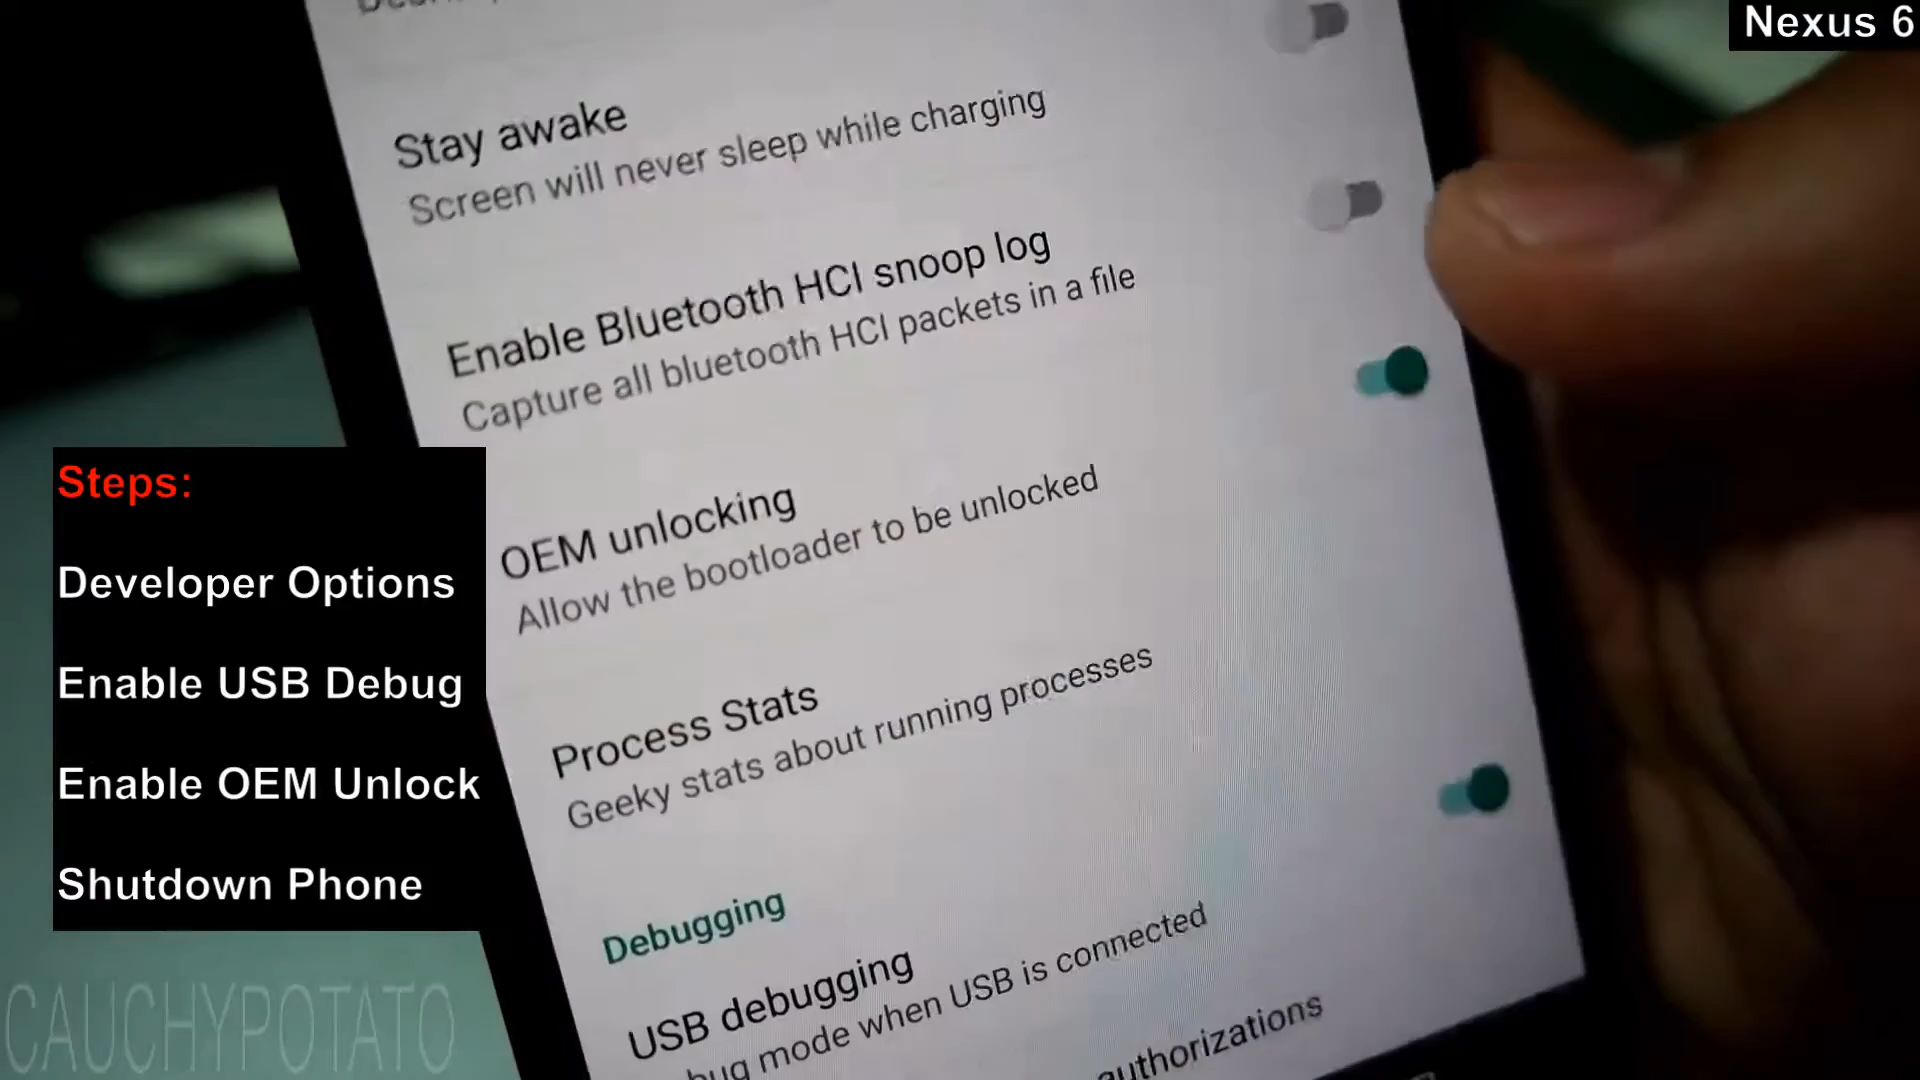 Nexus 6
Stay awake
Screen will never sleep while charging
Enable Bluetooth HCI snoop log
Capture all bluetooth HCI packets in a file
OEM unlocking
Allow the bootloader to be unlocked
Process Stats
Geeky stats about running processes
Debugging
USB debugging
mode when USB is connected
authorizations
Steps:
Developer Options
Enable USB Debug
Enable OEM Unlock
Shutdown Phone
CAUCHYPOTATO